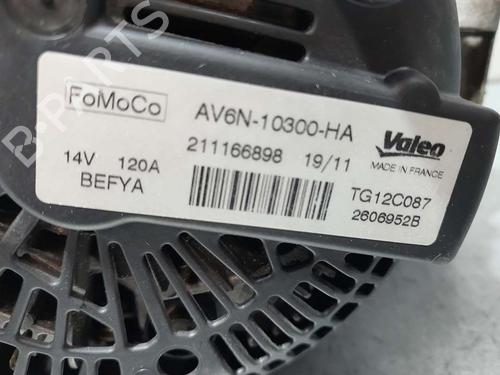 FoMoCo
AV6N-10300-HA
Valeo
MADE IN FRANCE
14V 120A
BEFYA
211166898 19/11
TG12C087
2606952B
B-PARTS